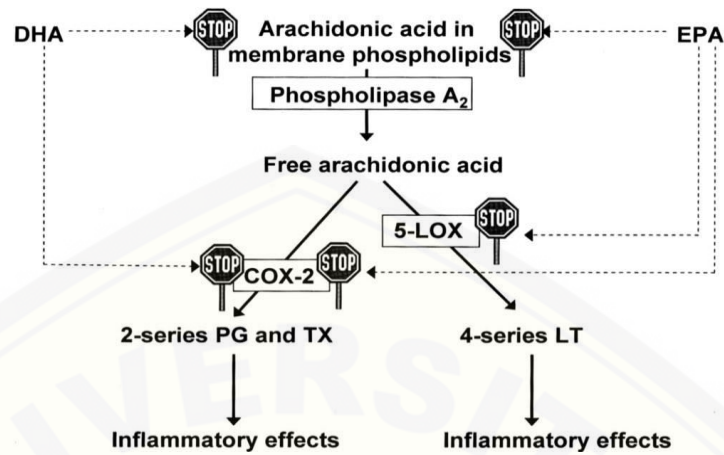 DHA
STOP
Arachidonic acid in
membrane phospholipids
STOP
EPA
Phospholipase A₂
Free arachidonic acid
5-LOX
STOP
STOP
COX-2
STOP
2-series PG and TX
4-series LT
Inflammatory effects
Inflammatory effects